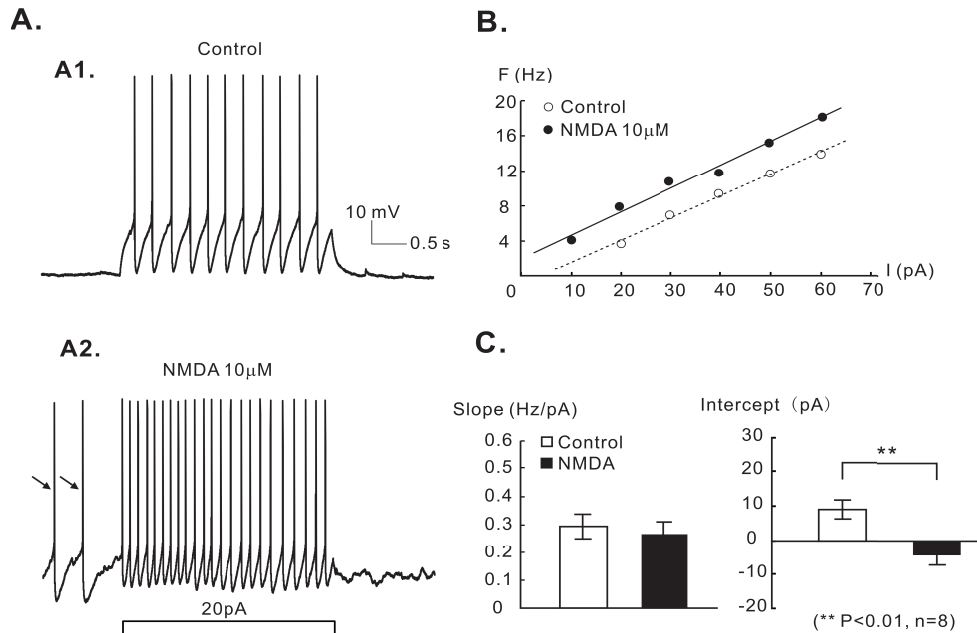 A.
Control
A1.
10 mV
0.5 s
A2.
NMDA 10μM
20pA
B.
F (Hz)
Control
NMDA 10μM
20
16
12
8
4
0
10
20
30
40
50
60
70
I (pA)
C.
Slope (Hz/pA)
Control
NMDA
0.6
0.5
0.4
0.3
0.2
0.1
0
Intercept (pA)
**
30
20
10
0
-10
-20
(** P<0.01, n=8)